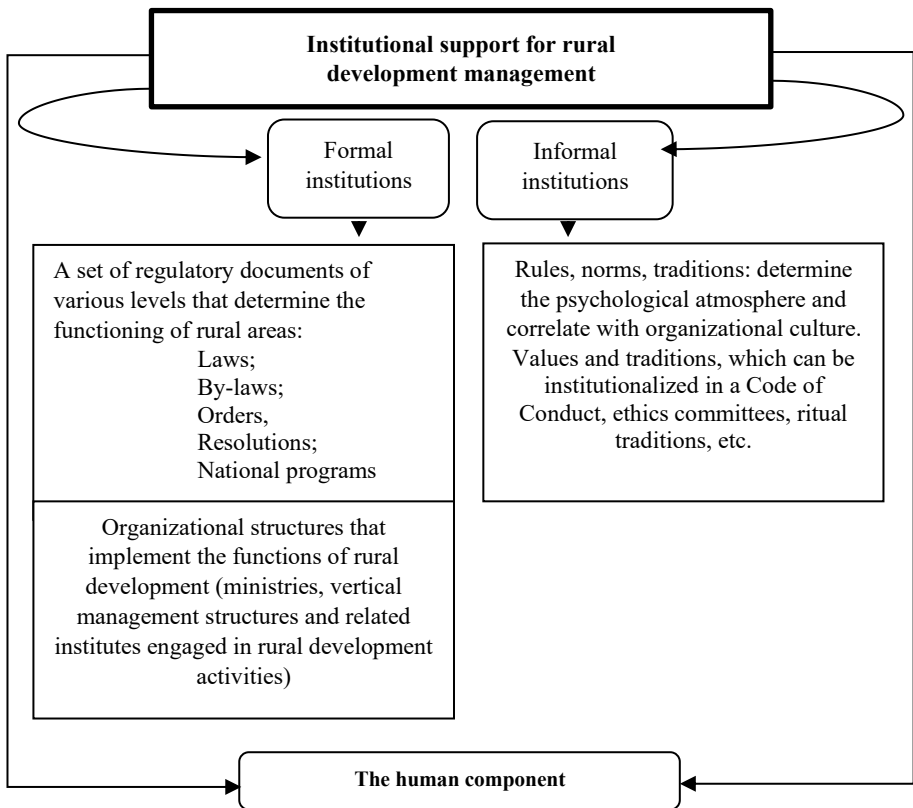 Institutional support for rural
development management
Formal
institutions
Informal
institutions
A set of regulatory documents of
various levels that determine the
functioning of rural areas:
Laws;
By-laws;
Orders,
Resolutions;
National programs
Organizational structures that
implement the functions of rural
development (ministries, vertical
management structures and related
institutes engaged in rural development
activities)
Rules, norms, traditions: determine
the psychological atmosphere and
correlate with organizational culture.
Values and traditions, which can be
institutionalized in a Code of
Conduct, ethics committees, ritual
traditions, etc.
The human component